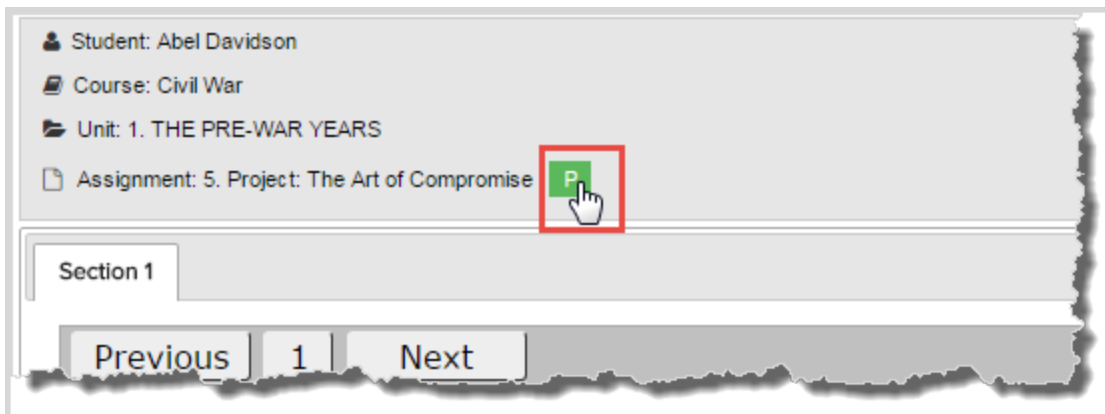 Student: Abel Davidson
Course: Civil War
Unit: 1. THE PRE-WAR YEARS
Assignment: 5. Project: The Art of Compromise P
Section 1
Previous 1 Next